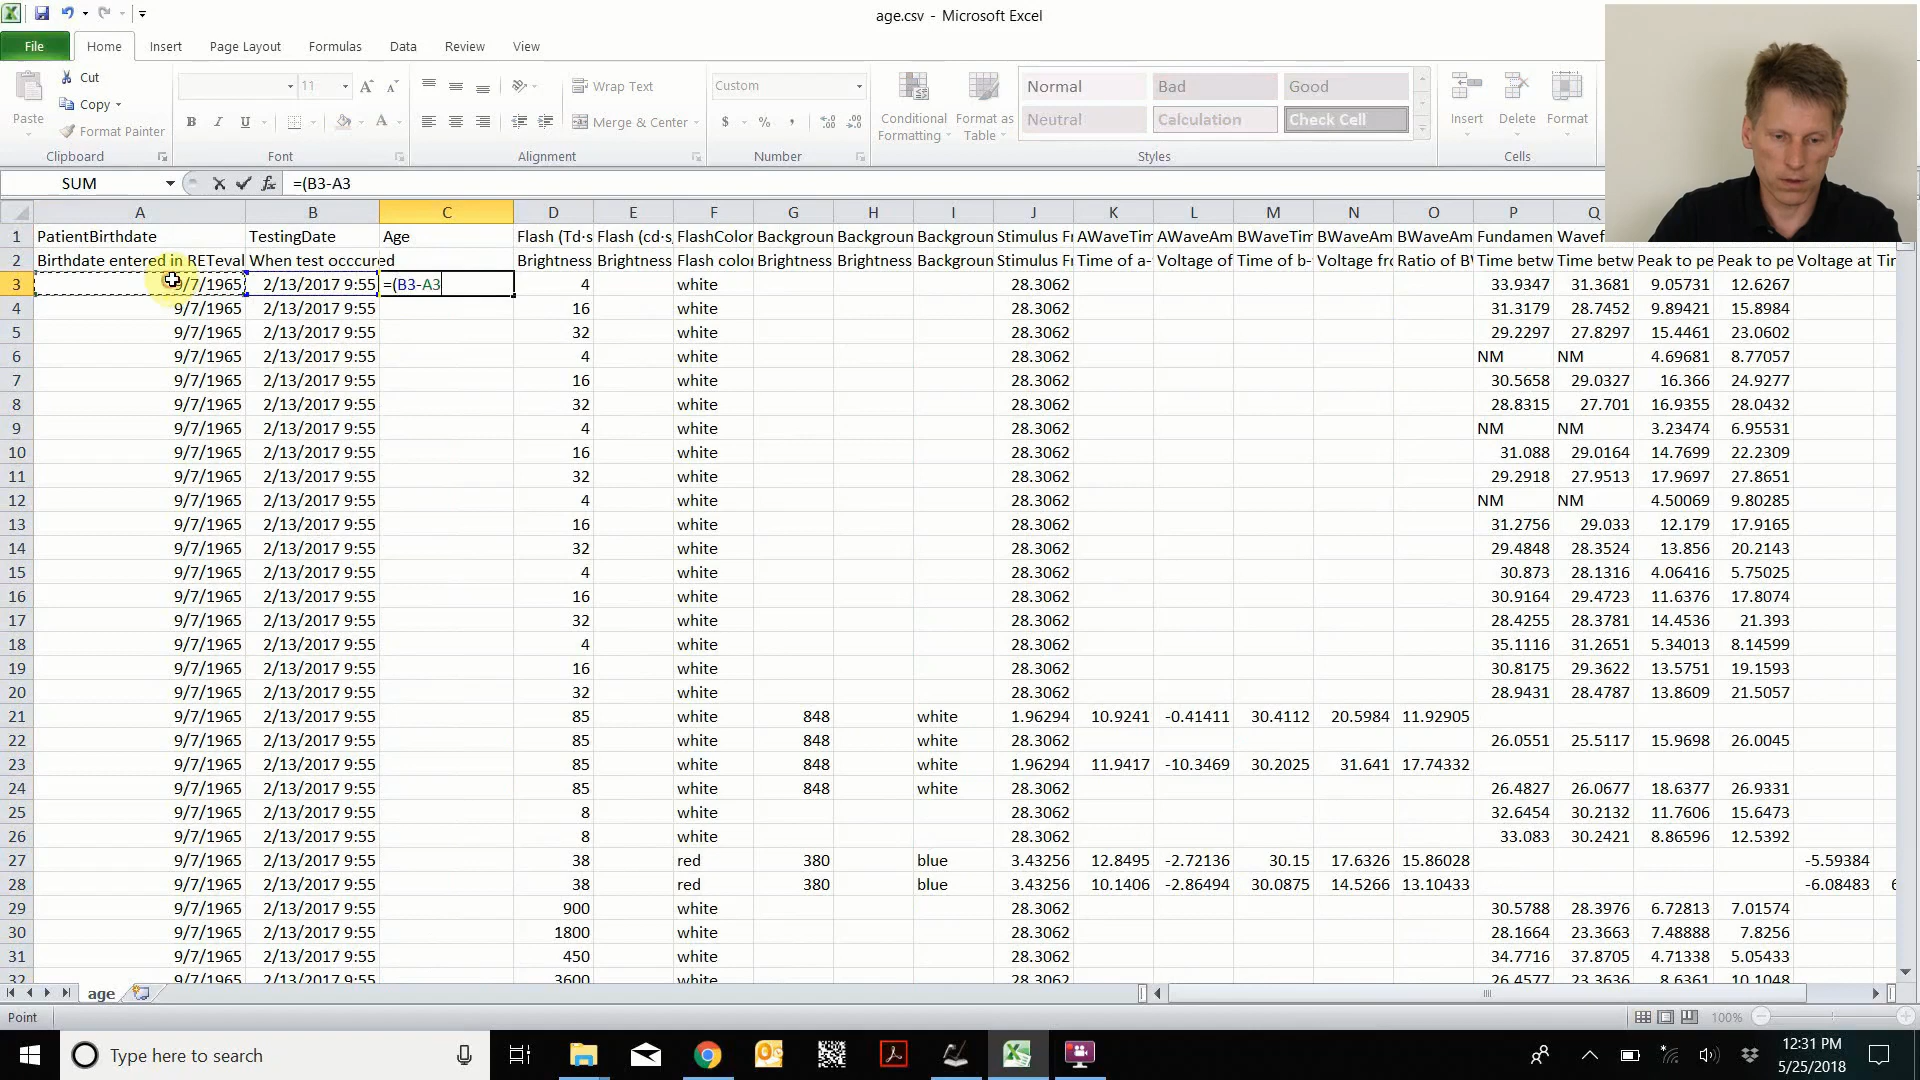 age.csv - Microsoft Excel
File Home Insert Page Layout Formulas Data Review View
Cut
Copy
Format Painter
Paste
11
Wrap Text
Merge & Center
Custom
Conditional Formatting
Format as Table
Normal Bad Good
Neutral Calculation Check Cell
Insert Delete Format
Clipboard Font Alignment Number Styles Cells
SUM fx =(B3-A3
A B C D E F G H I J K L M N O P Q
1 PatientBirthdate TestingDate Age Flash (Td·s Flash (cd·s FlashColor Backgroun Backgroun Backgroun Stimulus Fr AWaveTim AWaveAm BWaveTim BWaveAm BWaveAm Fundamen Wavef
2 Birthdate entered in RETeval When test occcured Brightness Brightness Flash color Brightness Brightness Backgroun Stimulus Fr Time of a- Voltage of Time of b- Voltage fro Ratio of BV Time betw Time betw Peak to pe Peak to pe Voltage at Tir
3 9/7/1965 2/13/2017 9:55 =(B3-A3 4 white 28.3062 33.9347 31.3681 9.05731 12.6267
4 9/7/1965 2/13/2017 9:55 16 white 28.3062 31.3179 28.7452 9.89421 15.8984
5 9/7/1965 2/13/2017 9:55 32 white 28.3062 29.2297 27.8297 15.4461 23.0602
6 9/7/1965 2/13/2017 9:55 4 white 28.3062 NM NM 4.69681 8.77057
7 9/7/1965 2/13/2017 9:55 16 white 28.3062 30.5658 29.0327 16.366 24.9277
8 9/7/1965 2/13/2017 9:55 32 white 28.3062 28.8315 27.701 16.9355 28.0432
9 9/7/1965 2/13/2017 9:55 4 white 28.3062 NM NM 3.23474 6.95531
10 9/7/1965 2/13/2017 9:55 16 white 28.3062 31.088 29.0164 14.7699 22.2309
11 9/7/1965 2/13/2017 9:55 32 white 28.3062 29.2918 27.9513 17.9697 27.8651
12 9/7/1965 2/13/2017 9:55 4 white 28.3062 NM NM 4.50069 9.80285
13 9/7/1965 2/13/2017 9:55 16 white 28.3062 31.2756 29.033 12.179 17.9165
14 9/7/1965 2/13/2017 9:55 32 white 28.3062 29.4848 28.3524 13.856 20.2143
15 9/7/1965 2/13/2017 9:55 4 white 28.3062 30.873 28.1316 4.06416 5.75025
16 9/7/1965 2/13/2017 9:55 16 white 28.3062 30.9164 29.4723 11.6376 17.8074
17 9/7/1965 2/13/2017 9:55 32 white 28.3062 28.4255 28.3781 14.4536 21.393
18 9/7/1965 2/13/2017 9:55 4 white 28.3062 35.1116 31.2651 5.34013 8.14599
19 9/7/1965 2/13/2017 9:55 16 white 28.3062 30.8175 29.3622 13.5751 19.1593
20 9/7/1965 2/13/2017 9:55 32 white 28.3062 28.9431 28.4787 13.8609 21.5057
21 9/7/1965 2/13/2017 9:55 85 white 848 white 1.96294 10.9241 -0.41411 30.4112 20.5984 11.92905
22 9/7/1965 2/13/2017 9:55 85 white 848 white 28.3062 26.0551 25.5117 15.9698 26.0045
23 9/7/1965 2/13/2017 9:55 85 white 848 white 1.96294 11.9417 -10.3469 30.2025 31.641 17.74332
24 9/7/1965 2/13/2017 9:55 85 white 848 white 28.3062 26.4827 26.0677 18.6377 26.9331
25 9/7/1965 2/13/2017 9:55 8 white 28.3062 32.6454 30.2132 11.7606 15.6473
26 9/7/1965 2/13/2017 9:55 8 white 28.3062 33.083 30.2421 8.86596 12.5392
27 9/7/1965 2/13/2017 9:55 38 red 380 blue 3.43256 12.8495 -2.72136 30.15 17.6326 15.86028 -5.59384
28 9/7/1965 2/13/2017 9:55 38 red 380 blue 3.43256 10.1406 -2.86494 30.0875 14.5266 13.10433 -6.08483 6
29 9/7/1965 2/13/2017 9:55 900 white 28.3062 30.5788 28.3976 6.72813 7.01574
30 9/7/1965 2/13/2017 9:55 1800 white 28.3062 28.1664 23.3663 7.48888 7.8256
31 9/7/1965 2/13/2017 9:55 450 white 28.3062 34.7716 37.8705 4.71338 5.05433
32 9/7/1965 2/13/2017 9:55 3600 white 28.3062 26.4577 23.3636 8.6361 10.1048
age
Point 100%
Type here to search
12:31 PM
5/25/2018